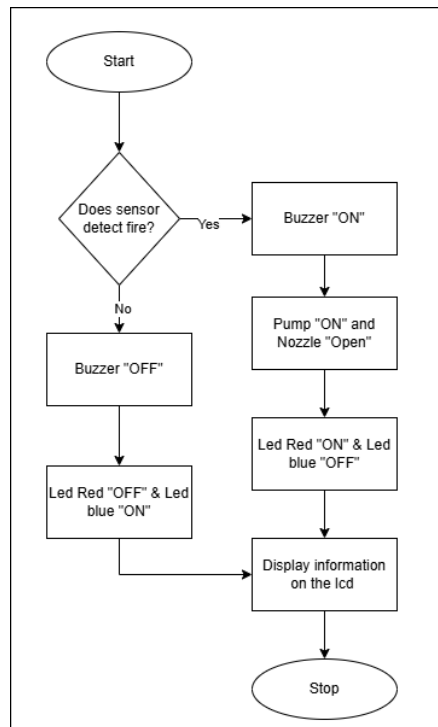 Start
Does sensor
detect fire?
Yes
No
Buzzer "ON"
Pump "ON" and
Nozzle "Open"
Buzzer "OFF"
Led Red "ON" & Led
blue "OFF"
Led Red "OFF" & Led
blue "ON"
Display information
on the lcd
Stop